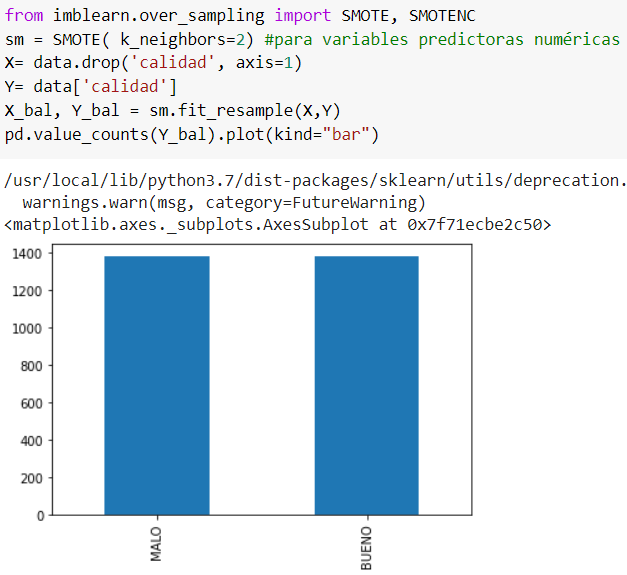 from imblearn.over_sampling import SMOTE, SMOTENC
sm = SMOTE( k_neighbors=2) #para variables predictoras numéricas
X= data.drop('calidad', axis=1)
Y= data['calidad']
X_bal, Y_bal = sm.fit_resample(X,Y)
pd.value_counts(Y_bal).plot(kind="bar")
/usr/local/lib/python3.7/dist-packages/sklearn/utils/deprecation.
warnings.warn(msg, category=FutureWarning)
<matplotlib.axes._subplots.AxesSubplot at 0x7f71ecbe2c50>
1400
1200
1000
800
600
400
200
0
MALO
BUENO